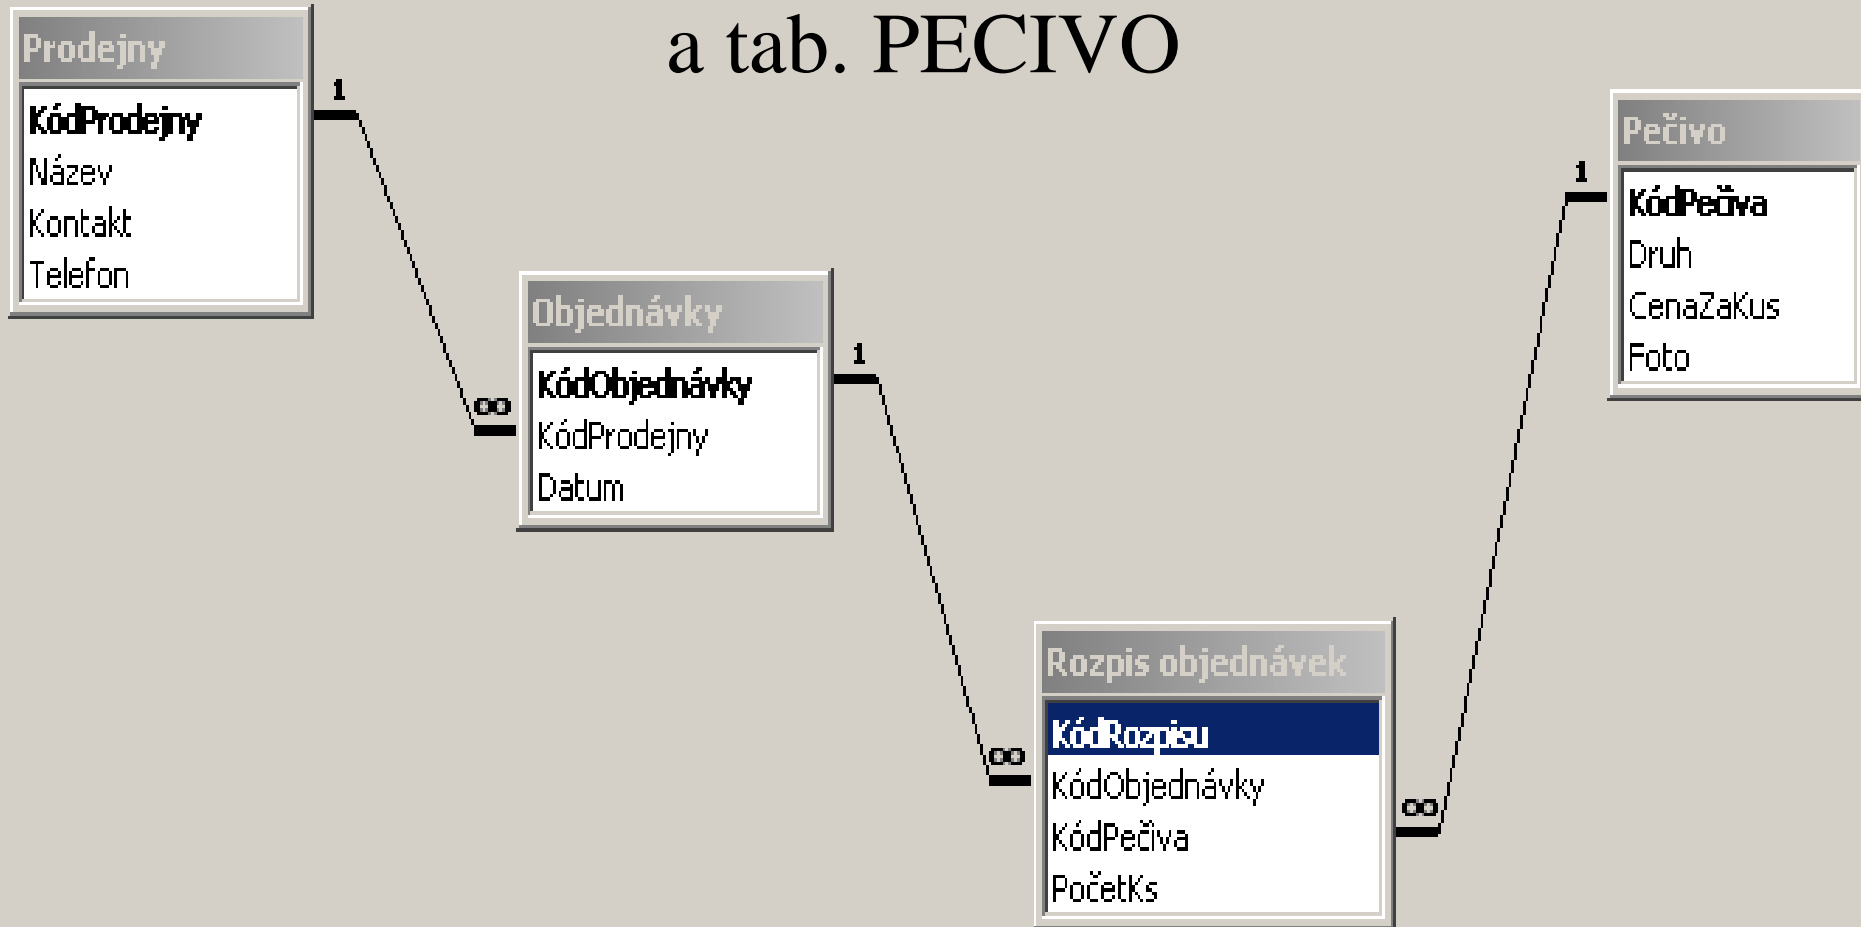 a tab. PECIVO
Prodejny
KódProdejny
Název
Kontakt
Telefon
1
∞
Objednávky
KódObjednávky
KódProdejny
Datum
1
∞
Rozpis objednávek
KódRozpisu
KódObjednávky
KódPečiva
PočetKs
∞
1
Pečivo
KódPečiva
Druh
CenaZaKus
Foto